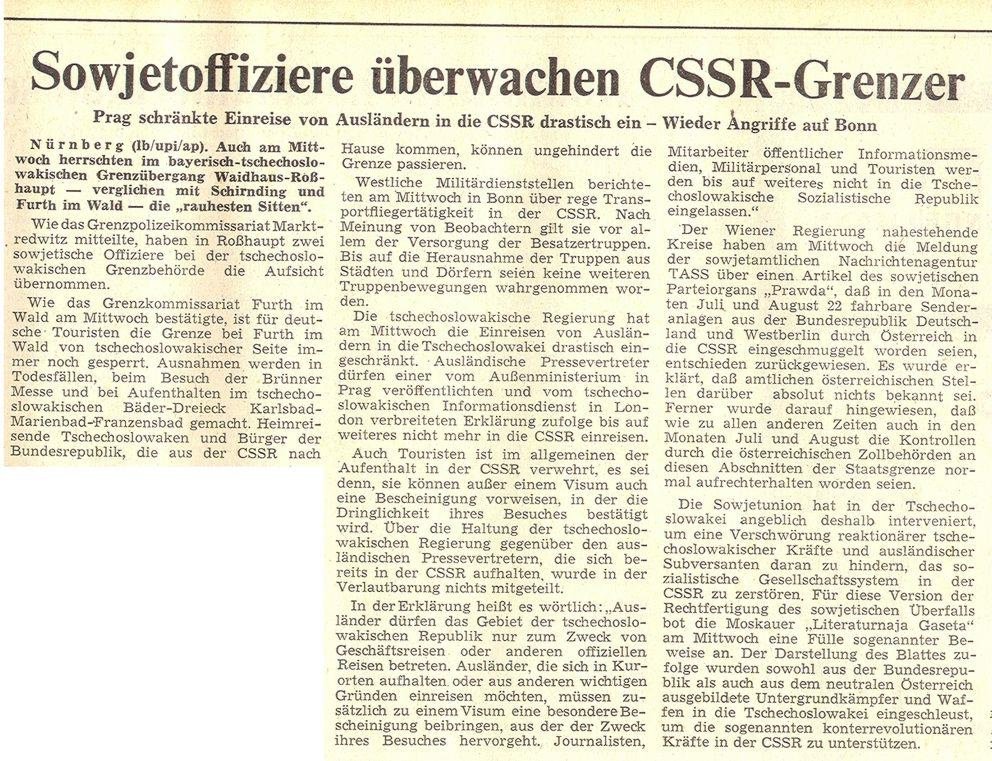 Sowjetoffiziere überwachen CSSR-Grenzer
Prag schränkte Einreise von Ausländern in die CSSR drastisch ein – Wieder Angriffe auf Bonn
Nürnberg (lb/upi/ap). Auch am Mitt-
woch herrschten im bayerisch-tschechoslo-
wakischen Grenzübergang Waidhaus-Roß-
haupt — verglichen mit Schirnding und
Furth im Wald — die „rauhesten Sitten“.
Wie das Grenzpolizeikommissariat Markt-
redwitz mitteilte, haben in Roßhaupt zwei
sowjetische Offiziere bei der tschechoslo-
wakischen Grenzbehörde die Aufsicht
übernommen.
Wie das Grenzkommissariat Furth im
Wald am Mittwoch bestätigte, ist für deut-
sche Touristen die Grenze bei Furth im
Wald von tschechoslowakischer Seite im-
mer noch gesperrt. Ausnahmen werden in
Todesfällen, beim Besuch der Brünner
Messe und bei Aufenthalten im tschecho-
slowakischen Bäder-Dreieck Karlsbad-
Marienbad-Franzensbad gemacht. Heimrei-
sende Tschechoslowaken und Bürger der
Bundesrepublik, die aus der CSSR nach
Hause kommen, können ungehindert die
Grenze passieren.
Westliche Militärdienststellen berichte-
ten am Mittwoch in Bonn über rege Trans-
portfliegertätigkeit in der CSSR. Nach
Meinung von Beobachtern gilt sie vor al-
lem der Versorgung der Besatzertruppen.
Bis auf die Herausnahme der Truppen aus
Städten und Dörfern seien keine weiteren
Truppenbewegungen wahrgenommen wor-
den.
Die tschechoslowakische Regierung hat
am Mittwoch die Einreisen von Auslän-
dern in die Tschechoslowakei drastisch ein-
geschränkt. Ausländische Pressevertreter
dürfen einer vom Außenministerium in
Prag veröffentlichten und vom tschecho-
slowakischen Informationsdienst in Lon-
don verbreiteten Erklärung zufolge bis auf
weiteres nicht mehr in die CSSR einreisen.
Auch Touristen ist im allgemeinen der
Aufenthalt in der CSSR verwehrt, es sei
denn, sie können außer einem Visum auch
eine Bescheinigung vorweisen, in der die
Dringlichkeit ihres Besuches bestätigt
wird. Über die Haltung der tschechoslo-
wakischen Regierung gegenüber den aus-
ländischen Pressevertretern, die sich be-
reits in der CSSR aufhalten, wurde in der
Verlautbarung nichts mitgeteilt.
In der Erklärung heißt es wörtlich: „Aus-
länder dürfen das Gebiet der tschechoslo-
wakischen Republik nur zum Zweck von
Geschäftsreisen oder anderen offiziellen
Reisen betreten. Ausländer, die sich in Kur-
orten aufhalten oder aus anderen wichtigen
Gründen einreisen möchten, müssen zu-
sätzlich zu einem Visum eine besondere Be-
scheinigung beibringen, aus der der Zweck
ihres Besuches hervorgeht. Journalisten,
Mitarbeiter öffentlicher Informationsme-
dien, Militärpersonal und Touristen wer-
den bis auf weiteres nicht in die Tsche-
choslowakische Sozialistische Republik
eingelassen.“
Der Wiener Regierung nahestehende
Kreise haben am Mittwoch die Meldung
der sowjetamtlichen Nachrichtenagentur
TASS über einen Artikel des sowjetischen
Parteiorgans „Prawda“, daß in den Mona-
ten Juli und August 22 fahrbare Sender-
anlagen aus der Bundesrepublik Deutsch-
land und Westberlin durch Österreich in
die CSSR eingeschmuggelt worden seien,
entschieden zurückgewiesen. Es wurde er-
klärt, daß amtlichen österreichischen Stel-
len darüber absolut nichts bekannt sei.
Ferner wurde darauf hingewiesen, daß
wie zu allen anderen Zeiten auch in den
Monaten Juli und August die Kontrollen
durch die österreichischen Zollbehörden an
diesen Abschnitten der Staatsgrenze nor-
mal aufrechterhalten worden seien.
Die Sowjetunion hat in der Tschecho-
slowakei angeblich deshalb interveniert,
um eine Verschwörung reaktionärer tsche-
choslowakischer Kräfte und ausländischer
Subversanten daran zu hindern, das so-
zialistische Gesellschaftssystem in der
CSSR zu zerstören. Für diese Version der
Rechtfertigung des sowjetischen Überfalls
bot die Moskauer „Literaturnaja Gaseta“
am Mittwoch eine Fülle sogenannter Be-
weise an. Der Darstellung des Blattes zu-
folge wurden sowohl aus der Bundesrepu-
blik als auch aus dem neutralen Österreich
ausgebildete Untergrundkämpfer und Waf-
fen in die Tschechoslowakei eingeschleust,
um die sogenannten konterrevolutionären
Kräfte in der CSSR zu unterstützen.